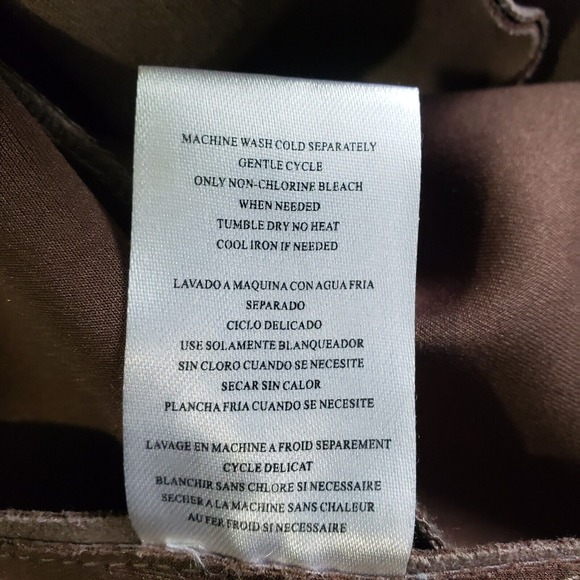 MACHINE WASH COLD SEPARATELY
GENTLE CYCLE
ONLY NON-CHLORINE BLEACH
WHEN NEEDED
TUMBLE DRY NO HEAT
COOL IRON IF NEEDED
LAVADO A MAQUINA CON AGUA FRIA
SEPARADO
CICLO DELICADO
USE SOLAMENTE BLANQUEADOR
SIN CLORO CUANDO SE NECESITE
SECAR SIN CALOR
PLANCHA FRIA CUANDO SE NECESITE
LAVAGE EN MACHINE A FROID SEPAREMENT
CYCLE DELICAT
BLANCHIR SANS CHLORE SI NECESSAIRE
SECHER A LA MACHINE SANS CHALEUR
AU FER FROID SI NECESSAIRE